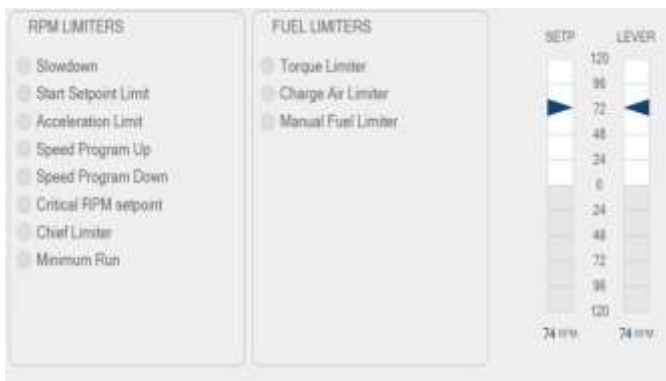 RPM LIMITERS
Slowdown
Start Setpoint Limit
Acceleration Limit
Speed Program Up
Speed Program Down
Critical RPM setpoint
Chief Limiter
Minimum Run
FUEL LIMITERS
Torque Limiter
Charge Air Limiter
Manual Fuel Limiter
SETP LEVER
120
96
72
48
24
0
24
48
72
96
120
74 RPM 74 RPM